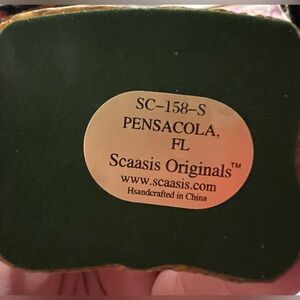 SC-158-S
PENSACOLA,
FL
Scaasis Originals™
www.scaasis.com
Hsandcrafted in China